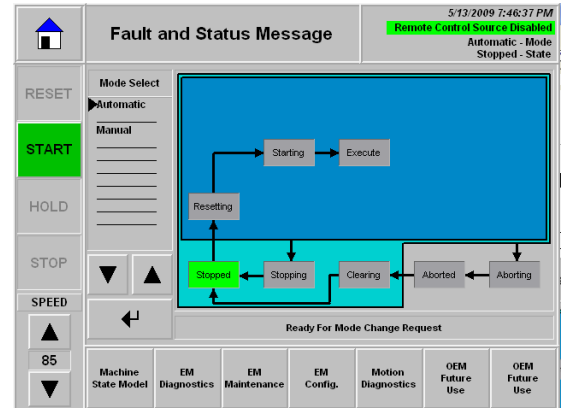 Fault and Status Message
5/13/2009 7:46:37 PM
Remote Control Source Disabled
Automatic - Mode
Stopped - State
RESET
START
HOLD
STOP
SPEED
85
Mode Select
Automatic
Manual
Starting
Execute
Resetting
Stopped
Stopping
Clearing
Aborted
Aborting
Ready For Mode Change Request
Machine
State Model
EM
Diagnostics
EM
Maintenance
EM
Config.
Motion
Diagnostics
OEM
Future
Use
OEM
Future
Use